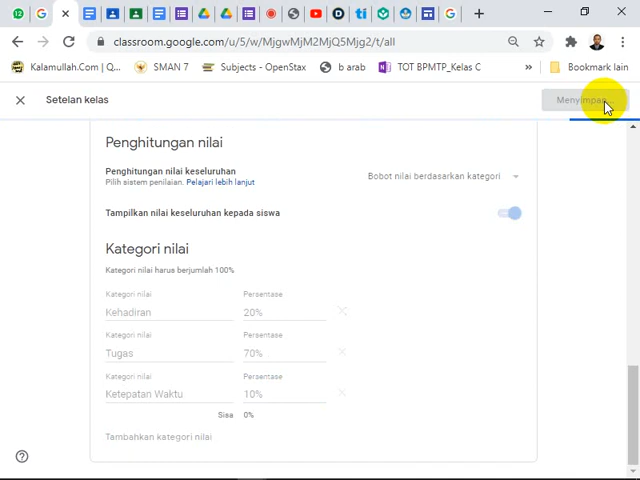 classroom.google.com/u/5/w/MjgwMjM2MjQ5Mjg2/t/all
Kalamullah.Com | Q... SMAN 7 Subjects - OpenStax b arab TOT BPMTP_Kelas C » Bookmark lain
Setelan kelas Menyimpan...
Penghitungan nilai
Penghitungan nilai keseluruhan
Pilih sistem penilaian. Pelajari lebih lanjut
Bobot nilai berdasarkan kategori
Tampilkan nilai keseluruhan kepada siswa
Kategori nilai
Kategori nilai harus berjumlah 100%
Kategori nilai Persentase
Kehadiran 20%
Kategori nilai Persentase
Tugas 70%
Kategori nilai Persentase
Ketepatan Waktu 10%
Sisa 0%
Tambahkan kategori nilai